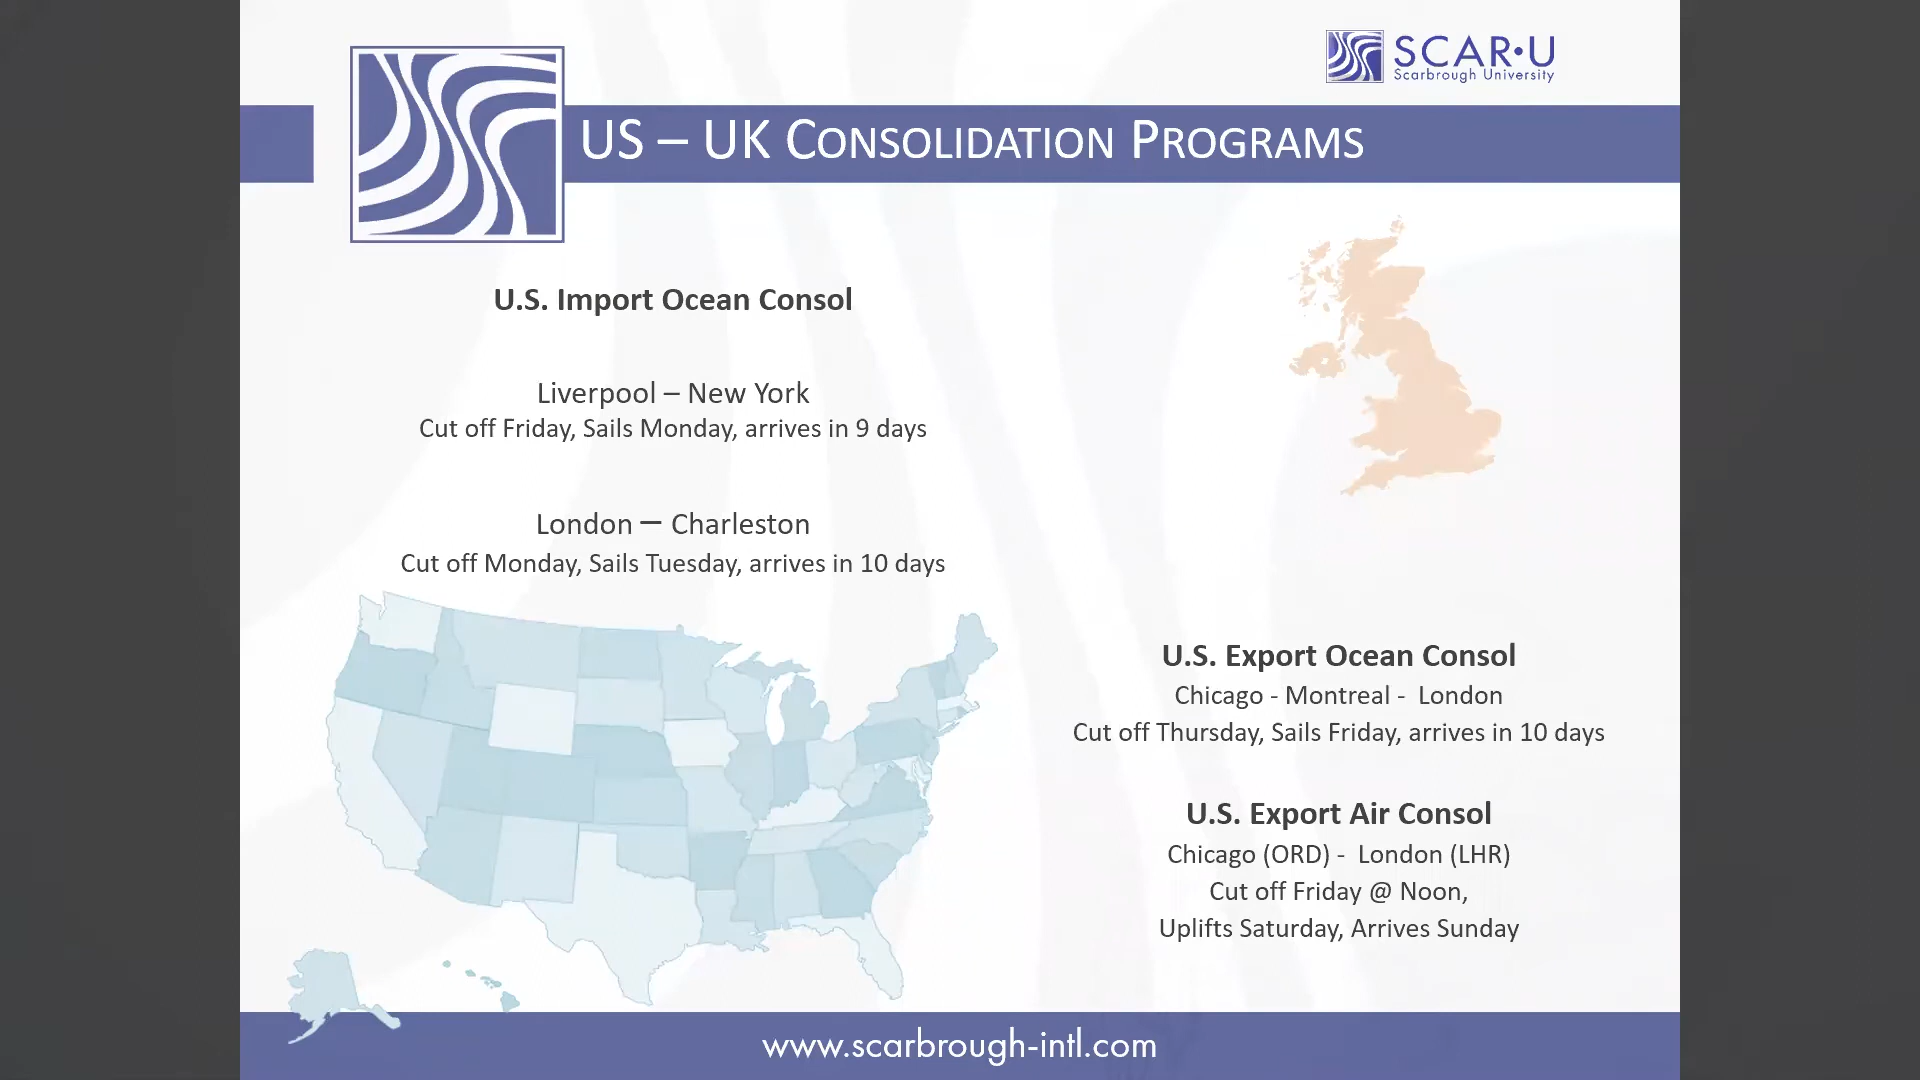 SCAR•U
Scarbrough University
US – UK Consolidation Programs
U.S. Import Ocean Consol
Liverpool – New York
Cut off Friday, Sails Monday, arrives in 9 days
London – Charleston
Cut off Monday, Sails Tuesday, arrives in 10 days
U.S. Export Ocean Consol
Chicago - Montreal - London
Cut off Thursday, Sails Friday, arrives in 10 days
U.S. Export Air Consol
Chicago (ORD) - London (LHR)
Cut off Friday @ Noon,
Uplifts Saturday, Arrives Sunday
www.scarbrough-intl.com